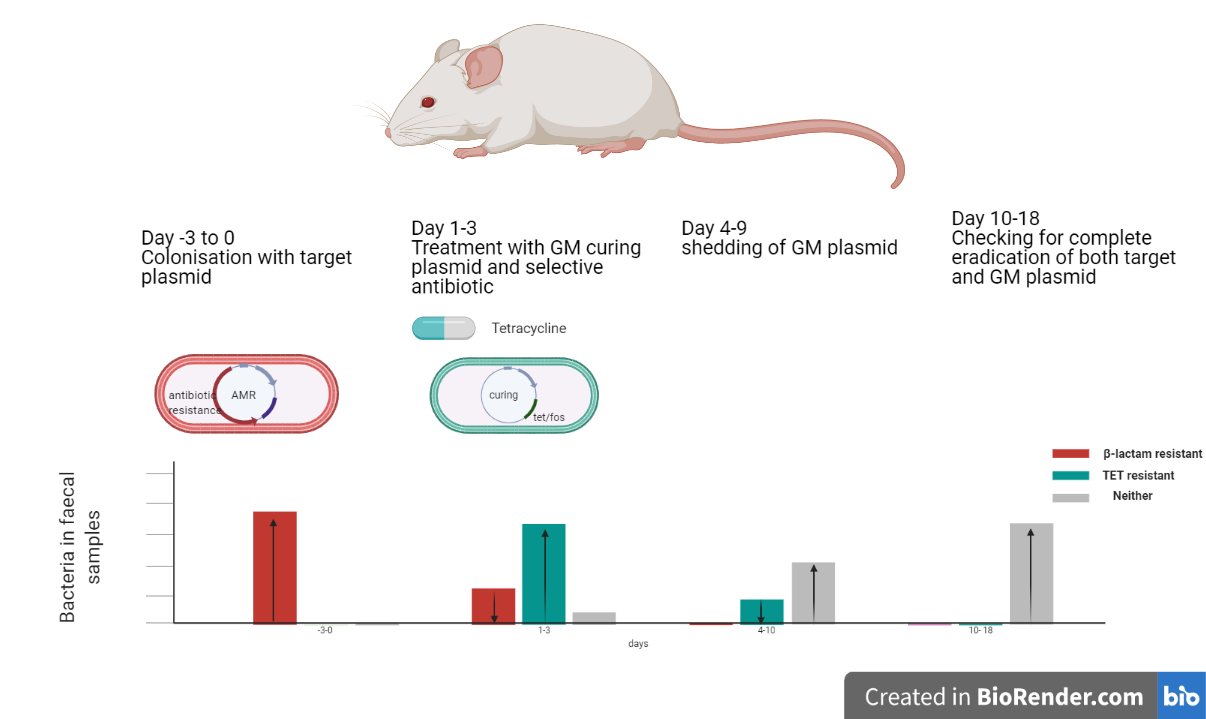 Day -3 to 0
Colonisation with target
plasmid
Day 1-3
Treatment with GM curing
plasmid and selective
antibiotic
Day 4-9
shedding of GM plasmid
Day 10-18
Checking for complete
eradication of both target
and GM plasmid
Tetracycline
antibiotic
resistance
AMR
curing
tet/fos
β-lactam resistant
TET resistant
Neither
Bacteria in faecal
samples
-3-0
1-3
4-10
10- 18
days
Created in BioRender.com bio